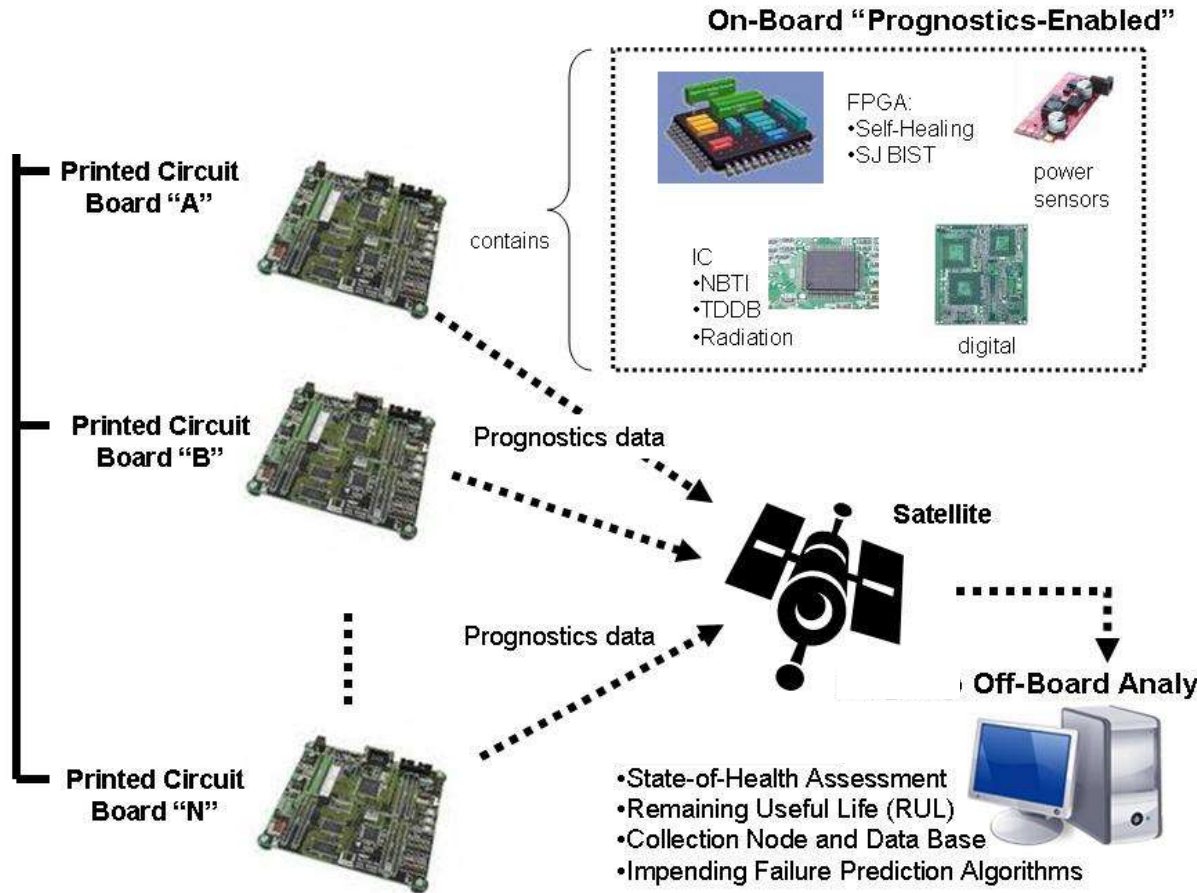 On-Board “Prognostics-Enabled”
FPGA:
•Self-Healing
•SJ BIST
power
sensors
Printed Circuit
Board “A”
contains
IC
•NBTI
•TDDB
•Radiation
digital
Printed Circuit
Board “B”
Prognostics data
Satellite
Prognostics data
Off-Board Analy
Printed Circuit
Board “N”
•State-of-Health Assessment
•Remaining Useful Life (RUL)
•Collection Node and Data Base
•Impending Failure Prediction Algorithms